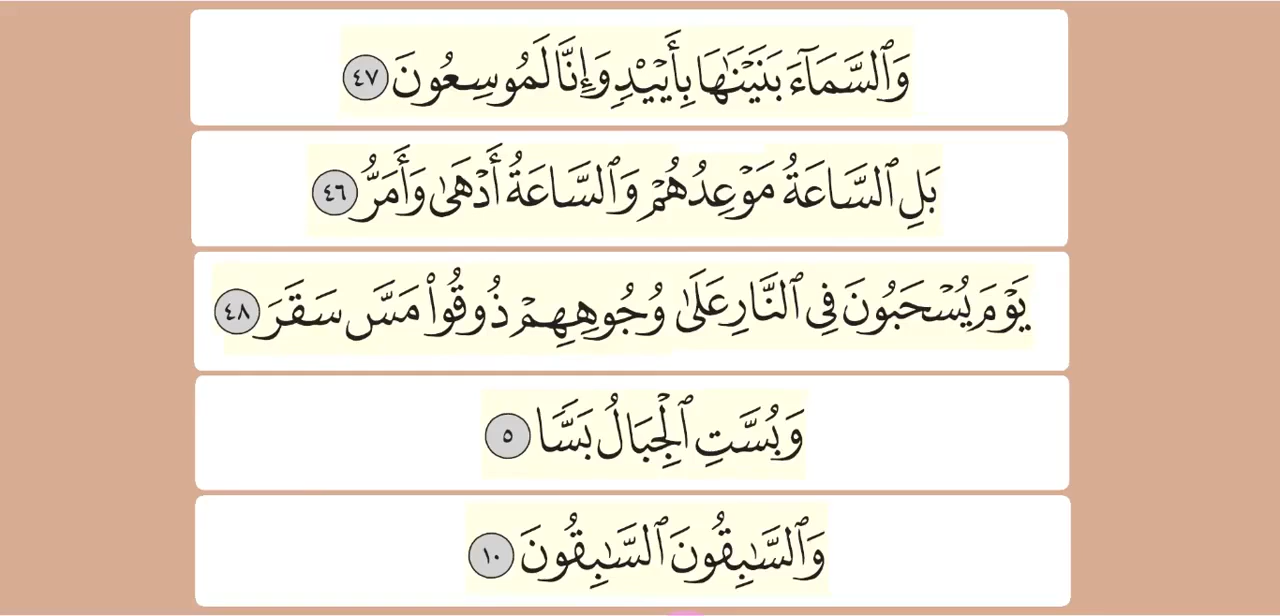 وَٱلسَّمَآءَ بَنَيْنَٰهَا بِأَيْي۟دٍ وَإِنَّا لَمُوسِعُونَ ٤٧
بَلِ ٱلسَّاعَةُ مَوْعِدُهُمْ وَٱلسَّاعَةُ أَدْهَىٰ وَأَمَرُّ ٤٦
يَوْمَ يُسْحَبُونَ فِى ٱلنَّارِ عَلَىٰ وُجُوهِهِمْ ذُوقُوا۟ مَسَّ سَقَرَ ٤٨
وَبُسَّتِ ٱلْجِبَالُ بَسًّا ٥
وَٱلسَّٰبِقُونَ ٱلسَّٰبِقُونَ ١٠